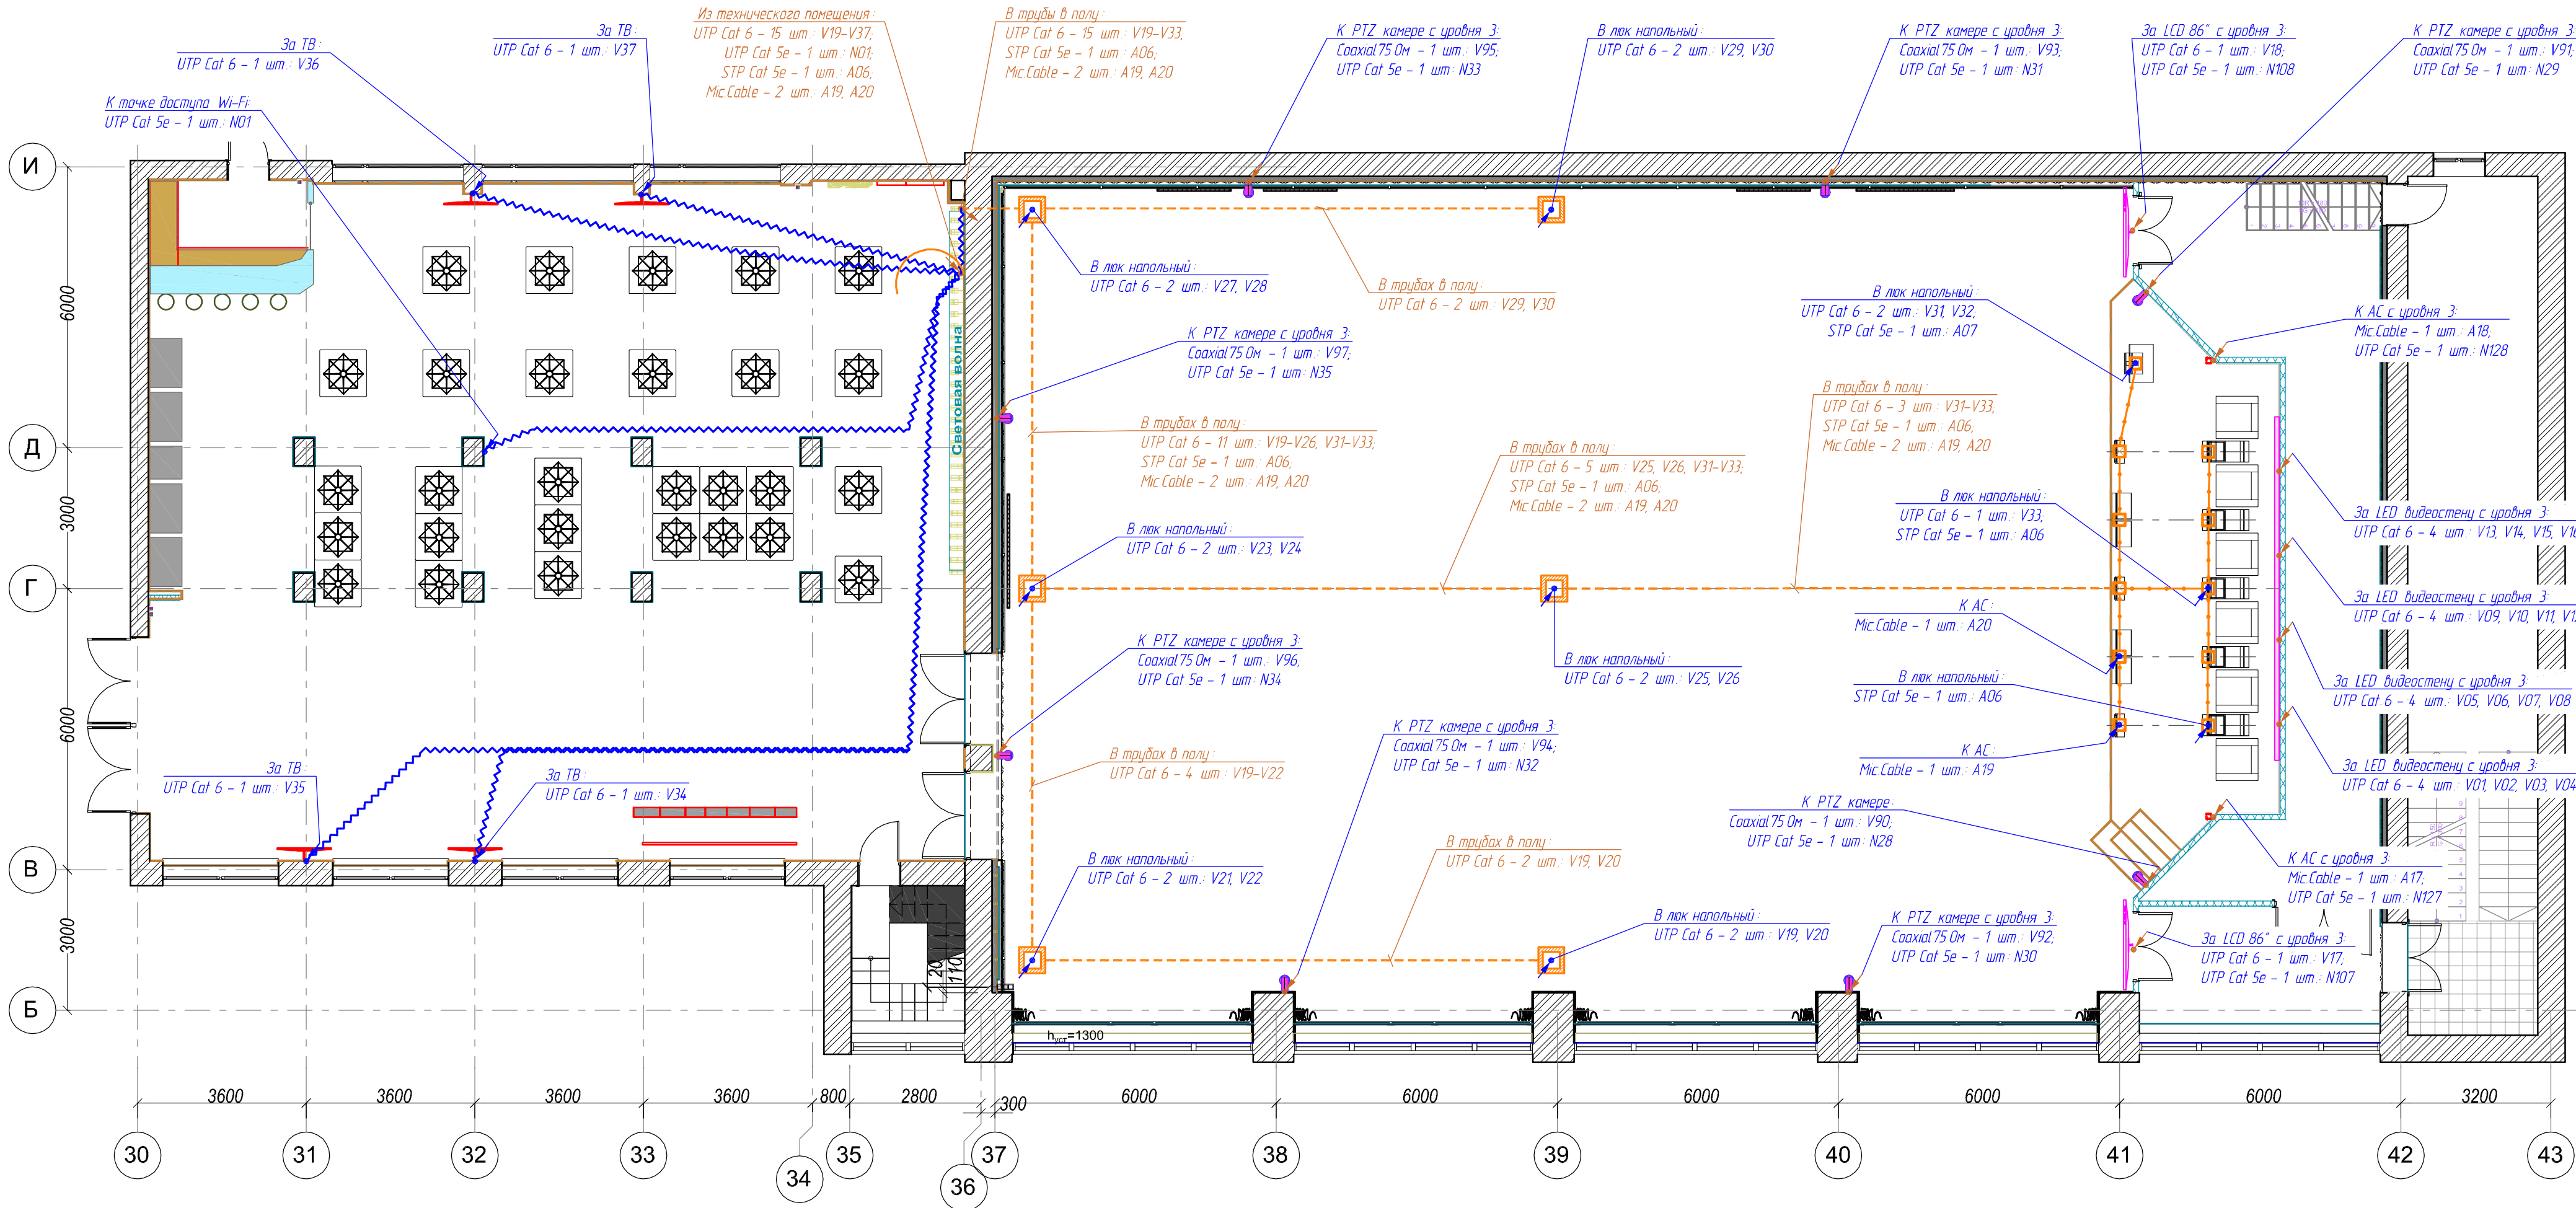 За ТВ:
UTP Cat 6 – 1 шт.: V36
За ТВ:
UTP Cat 6 – 1 шт.: V37
Из технического помещения:
UTP Cat 6 – 15 шт.: V19-V37;
UTP Cat 5e – 1 шт.: N01;
STP Cat 5e – 1 шт.: A06;
Mic.Cable – 2 шт.: A19, A20
В трубы в полу:
UTP Cat 6 – 15 шт.: V19-V33;
STP Cat 5e – 1 шт.: A06;
Mic.Cable – 2 шт.: A19, A20
К PTZ камере с уровня 3:
Coaxial75 Ом – 1 шт.: V95;
UTP Cat 5e – 1 шт: N33
В люк напольный:
UTP Cat 6 – 2 шт.: V29, V30
К PTZ камере с уровня 3:
Coaxial75 Ом – 1 шт.: V93;
UTP Cat 5e – 1 шт: N31
За LCD 86" с уровня 3:
UTP Cat 6 – 1 шт.: V18;
UTP Cat 5e – 1 шт.: N108
К PTZ камере с уровня 3:
Coaxial75 Ом – 1 шт.: V91;
UTP Cat 5e – 1 шт: N29
К точке доступа Wi-Fi:
UTP Cat 5e – 1 шт.: N01
И
Д
Г
В
Б
6000
3000
6000
3000
Световая волна
В люк напольный:
UTP Cat 6 – 2 шт.: V27, V28
В трубах в полу:
UTP Cat 6 – 2 шт.: V29, V30
В люк напольный:
UTP Cat 6 – 2 шт.: V31, V32;
STP Cat 5e – 1 шт.: A07
К АС с уровня 3:
Mic.Cable – 1 шт.: A18;
UTP Cat 5e – 1 шт.: N128
К PTZ камере с уровня 3:
Coaxial75 Ом – 1 шт.: V97;
UTP Cat 5e – 1 шт: N35
В трубах в полу:
UTP Cat 6 – 11 шт.: V19-V26, V31-V33;
STP Cat 5e – 1 шт.: A06;
Mic.Cable – 2 шт.: A19, A20
В трубах в полу:
UTP Cat 6 – 5 шт.: V25, V26, V31-V33;
STP Cat 5e – 1 шт.: A06;
Mic.Cable – 2 шт.: A19, A20
В трубах в полу:
UTP Cat 6 – 3 шт.: V31-V33;
STP Cat 5e – 1 шт.: A06;
Mic.Cable – 2 шт.: A19, A20
В люк напольный:
UTP Cat 6 – 1 шт.: V33;
STP Cat 5e – 1 шт.: A06
За LED видеостену с уровня 3:
UTP Cat 6 – 4 шт.: V13, V14, V15, V16
В люк напольный:
UTP Cat 6 – 2 шт.: V23, V24
К АС:
Mic.Cable – 1 шт.: A20
За LED видеостену с уровня 3:
UTP Cat 6 – 4 шт.: V09, V10, V11, V1
К PTZ камере с уровня 3:
Coaxial75 Ом – 1 шт.: V96;
UTP Cat 5e – 1 шт: N34
В люк напольный:
UTP Cat 6 – 2 шт.: V25, V26
В люк напольный:
STP Cat 5e – 1 шт.: A06
За LED видеостену с уровня 3:
UTP Cat 6 – 4 шт.: V05, V06, V07, V08
К PTZ камере с уровня 3:
Coaxial75 Ом – 1 шт.: V94;
UTP Cat 5e – 1 шт: N32
К АС:
Mic.Cable – 1 шт.: A19
За LED видеостену с уровня 3:
UTP Cat 6 – 4 шт.: V01, V02, V03, V04
За ТВ:
UTP Cat 6 – 1 шт.: V35
За ТВ:
UTP Cat 6 – 1 шт.: V34
В трубах в полу:
UTP Cat 6 – 4 шт.: V19-V22
К PTZ камере:
Coaxial75 Ом – 1 шт.: V90;
UTP Cat 5e – 1 шт: N28
В люк напольный:
UTP Cat 6 – 2 шт.: V21, V22
В трубах в полу:
UTP Cat 6 – 2 шт.: V19, V20
К АС с уровня 3:
Mic.Cable – 1 шт.: A17;
UTP Cat 5e – 1 шт.: N127
В люк напольный:
UTP Cat 6 – 2 шт.: V19, V20
К PTZ камере с уровня 3:
Coaxial75 Ом – 1 шт.: V92;
UTP Cat 5e – 1 шт: N30
За LCD 86" с уровня 3:
UTP Cat 6 – 1 шт.: V17;
UTP Cat 5e – 1 шт.: N107
20
110
hуст=1300
3600 3600 3600 3600 800 2800 300 6000 6000 6000 6000 6000 3200
30 31 32 33 34 35 36 37 38 39 40 41 42 43